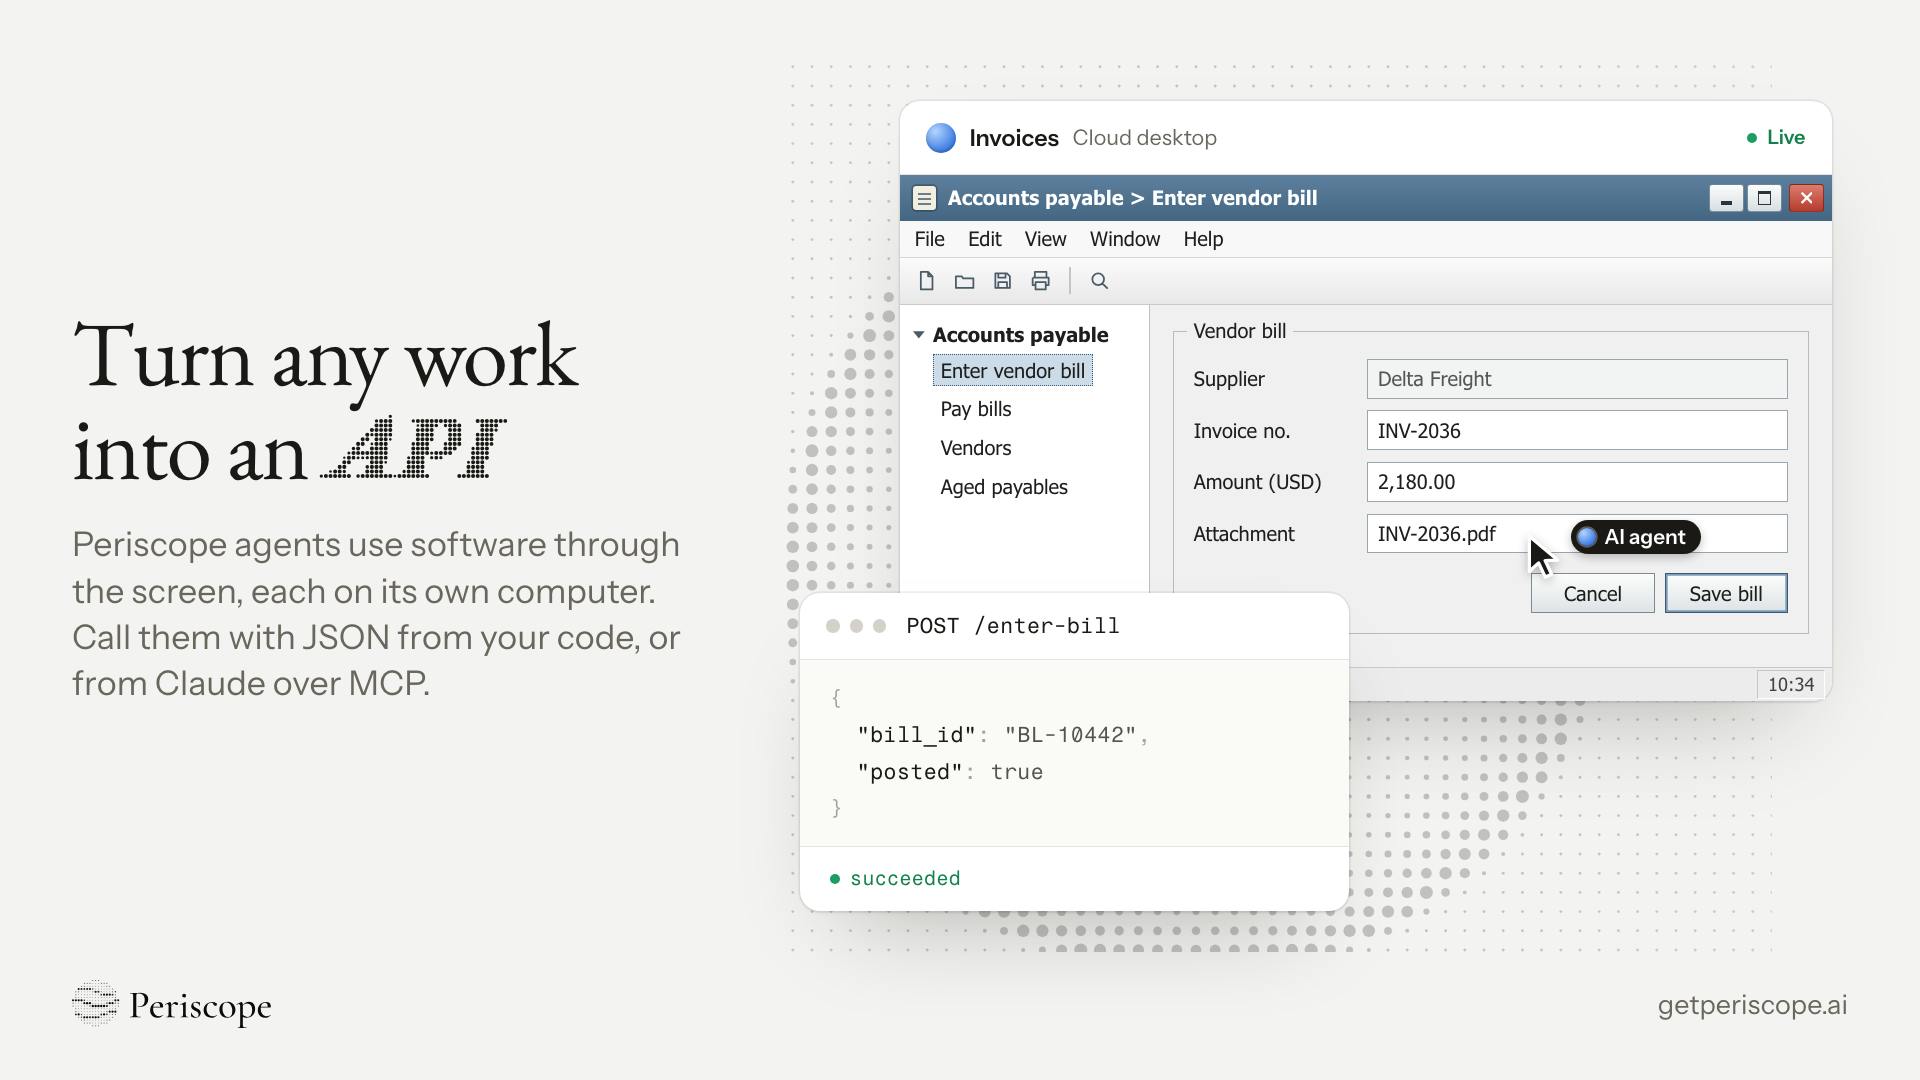 Turn any work
into an API
Periscope agents use software through
the screen, each on its own computer.
Call them with JSON from your code, or
from Claude over MCP.
Periscope
Invoices Cloud desktop
Live
Accounts payable > Enter vendor bill
File Edit View Window Help
Accounts payable
Enter vendor bill
Pay bills
Vendors
Aged payables
Vendor bill
Supplier Delta Freight
Invoice no. INV-2036
Amount (USD) 2,180.00
Attachment INV-2036.pdf
AI agent
Cancel Save bill
10:34
POST /enter-bill
{
"bill_id": "BL-10442",
"posted": true
}
succeeded
getperiscope.ai